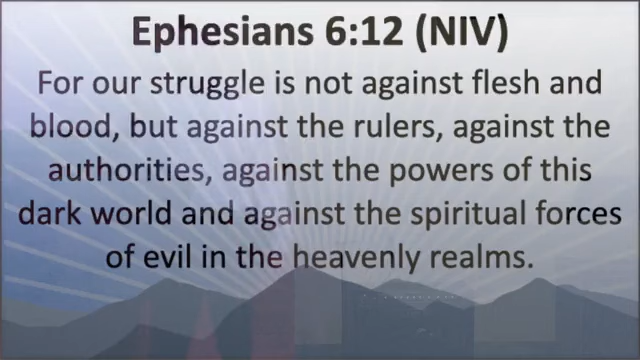 Ephesians 6:12 (NIV)
For our struggle is not against flesh and
blood, but against the rulers, against the
authorities, against the powers of this
dark world and against the spiritual forces
of evil in the heavenly realms.